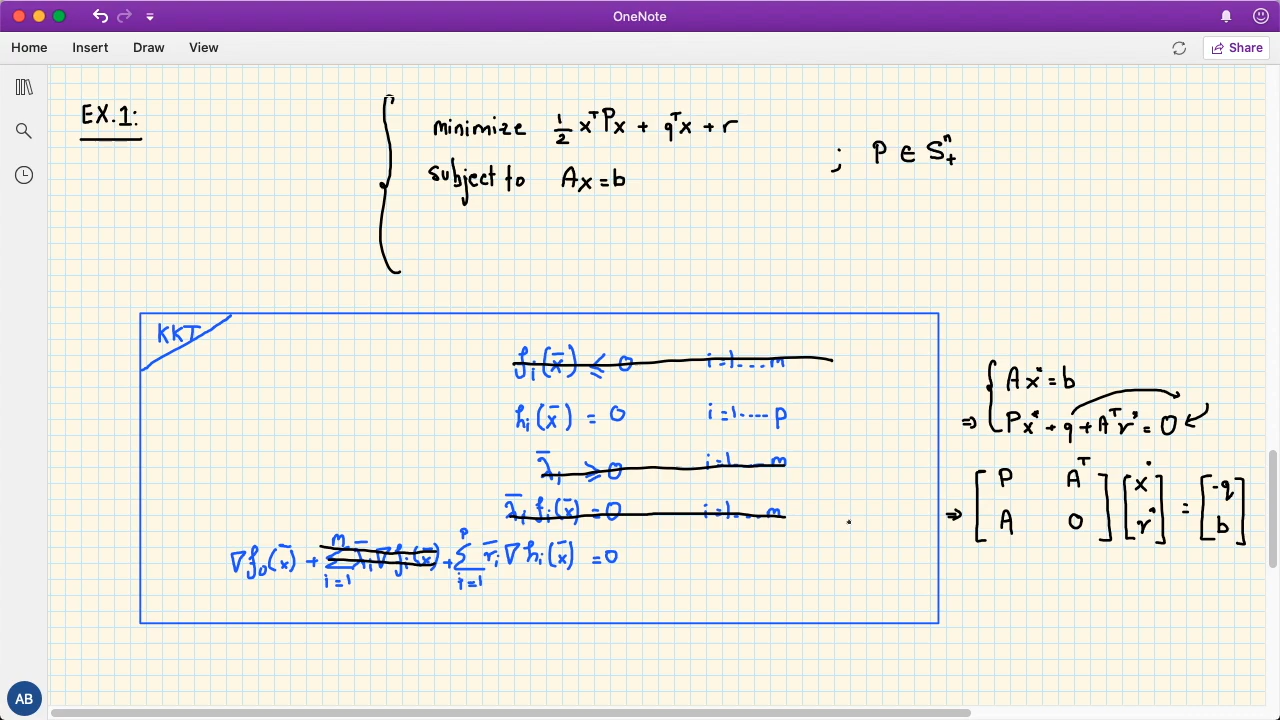 OneNote
Home Insert Draw View Share
EX.1:
minimize ½ xᵀPx + qᵀx + r
subject to Ax = b
; P ∈ Sⁿ₊
KKT
fᵢ(x̄) ≤ 0 i=1...m
hᵢ(x̄) = 0 i=1....p
λ̄ᵢ ≥ 0 i=1...m
λ̄ᵢ fᵢ(x̄) = 0 i=1...m
∇f₀(x̄) + Σᵢ₌₁ᵐ λ̄ᵢ∇fᵢ(x̄) + Σᵢ₌₁ᵖ r̄ᵢ∇hᵢ(x̄) = 0
Ax* = b
⇒ Px* + q + Aᵀr* = 0
⇒ [P Aᵀ; A 0] [x*; r*] = [-q; b]
AB